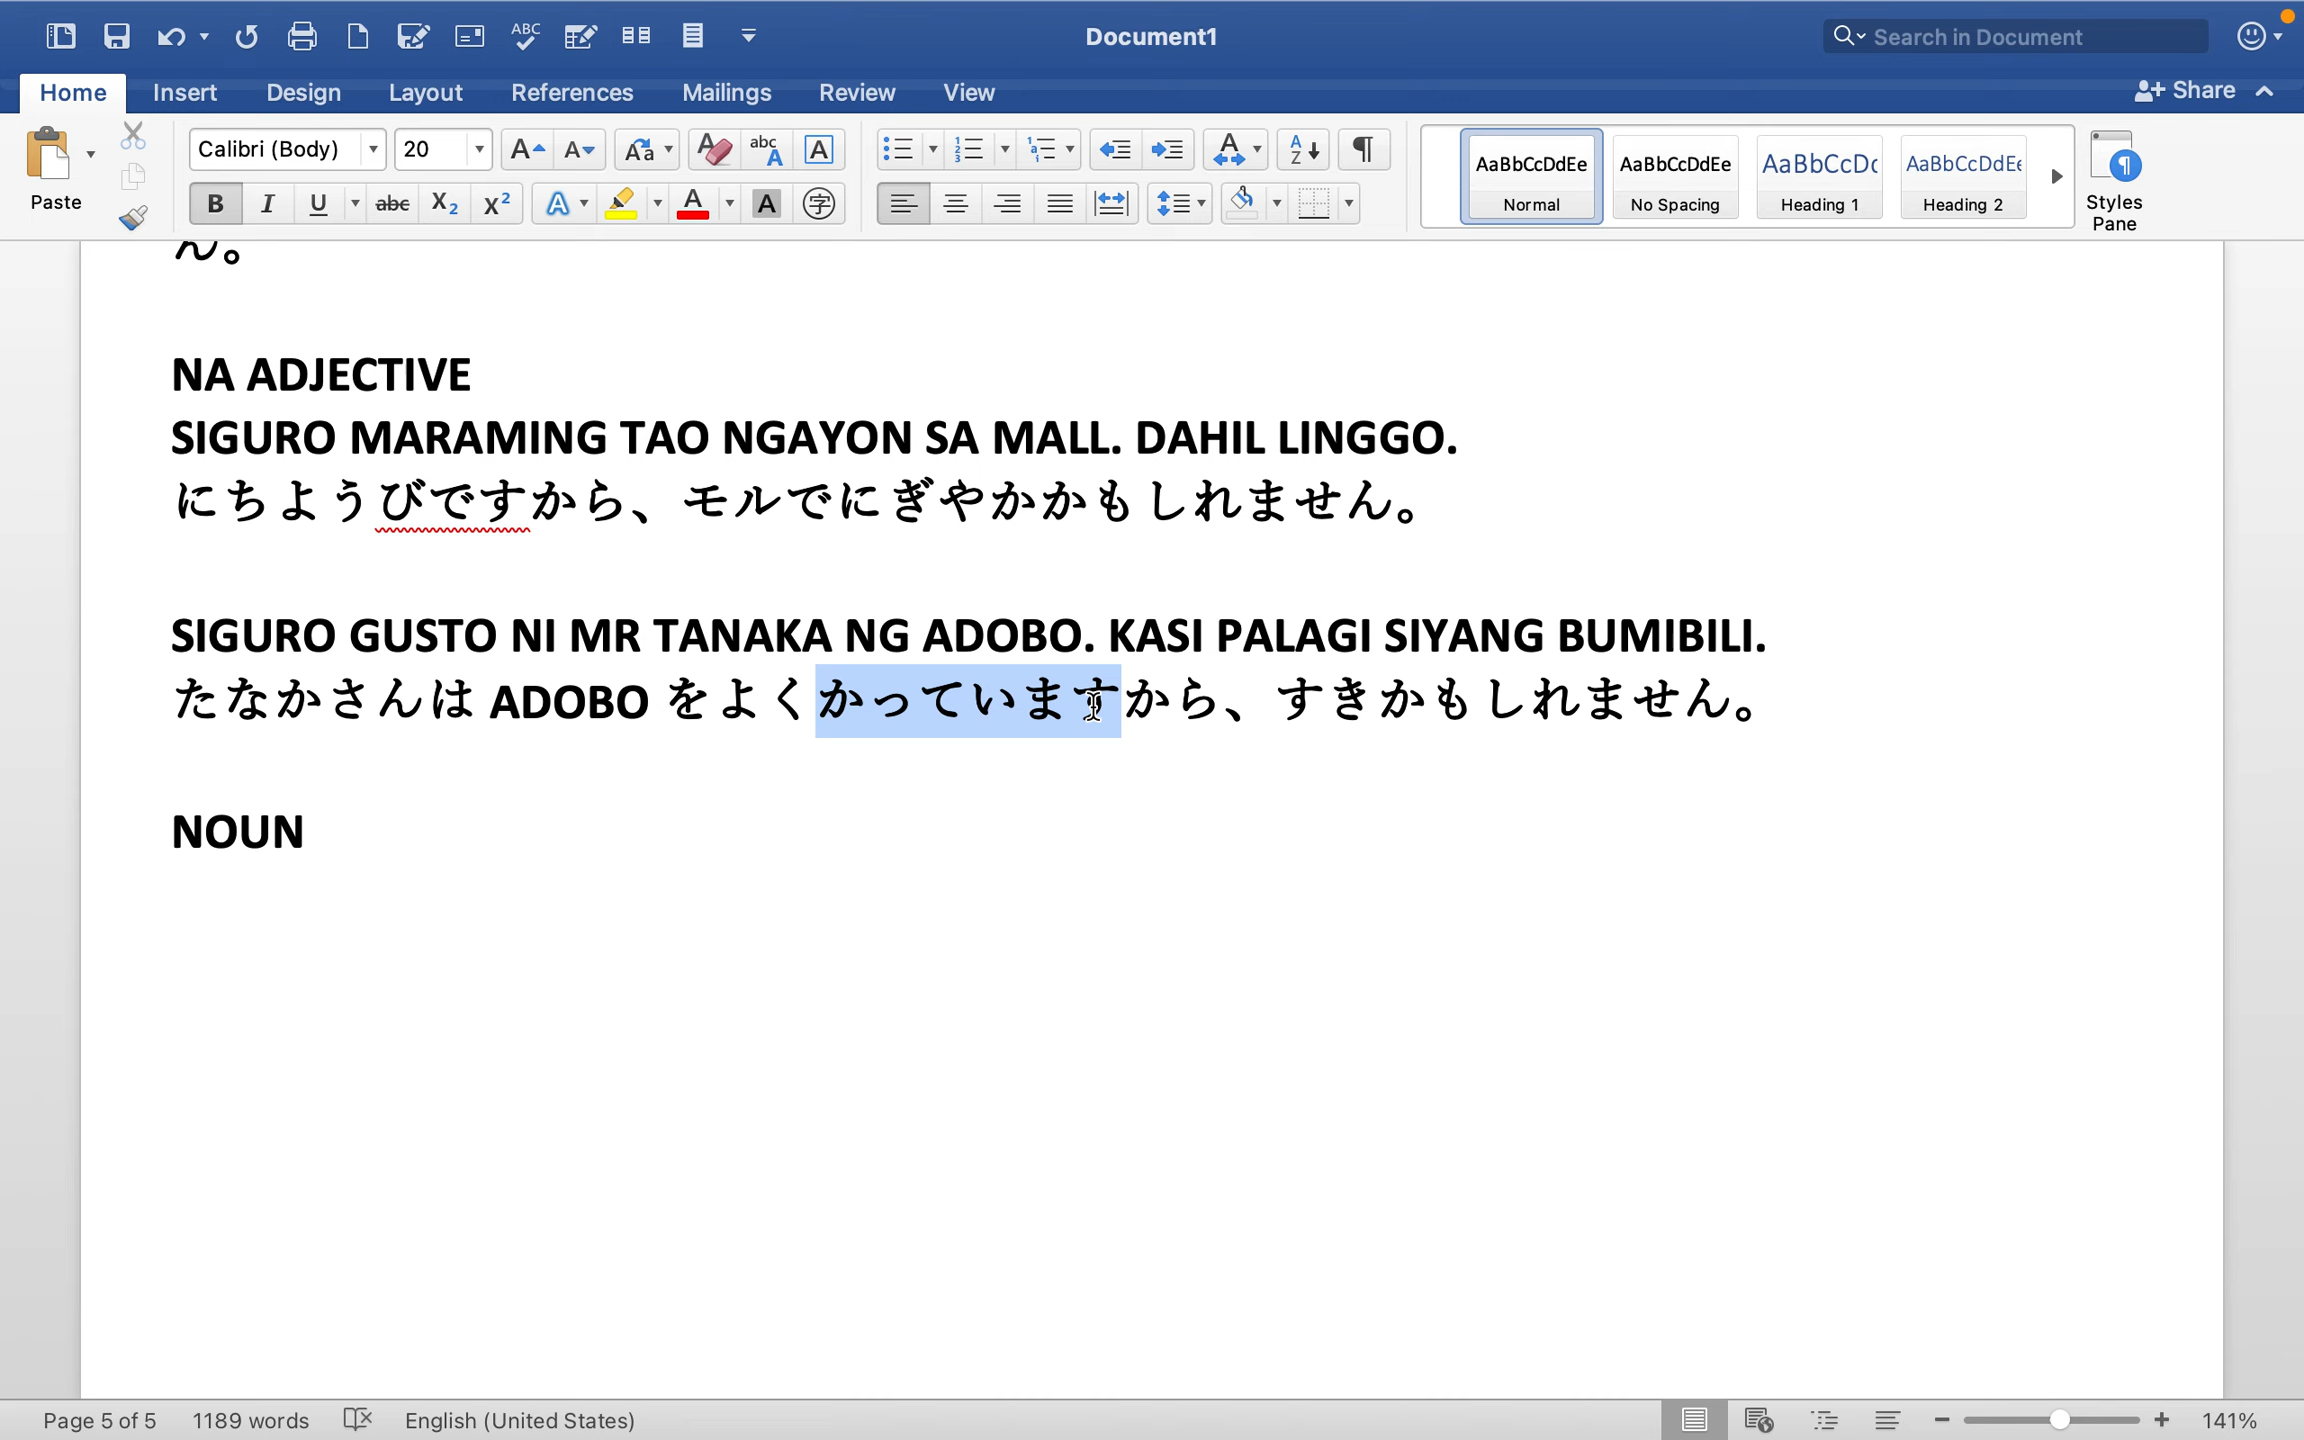 Document1
Search in Document
Home Insert Design Layout References Mailings Review View Share
Paste
Calibri (Body) 20
AaBbCcDdEe Normal
AaBbCcDdEe No Spacing
AaBbCcDc Heading 1
AaBbCcDdEe Heading 2
Styles Pane
ん。
NA ADJECTIVE
SIGURO MARAMING TAO NGAYON SA MALL. DAHIL LINGGO.
にちようびですから、モルでにぎやかかもしれません。
SIGURO GUSTO NI MR TANAKA NG ADOBO. KASI PALAGI SIYANG BUMIBILI.
たなかさんは ADOBO をよくかっていますから、すきかもしれません。
NOUN
Page 5 of 5 1189 words English (United States) 141%